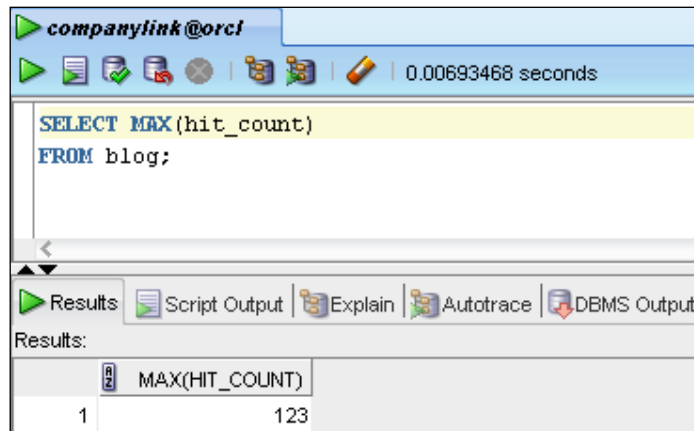 companylink@orcl
0.00693468 seconds
SELECT MAX(hit_count)
FROM blog;
Results Script Output Explain Autotrace DBMS Output
Results:
A Z MAX(HIT_COUNT)
1 123